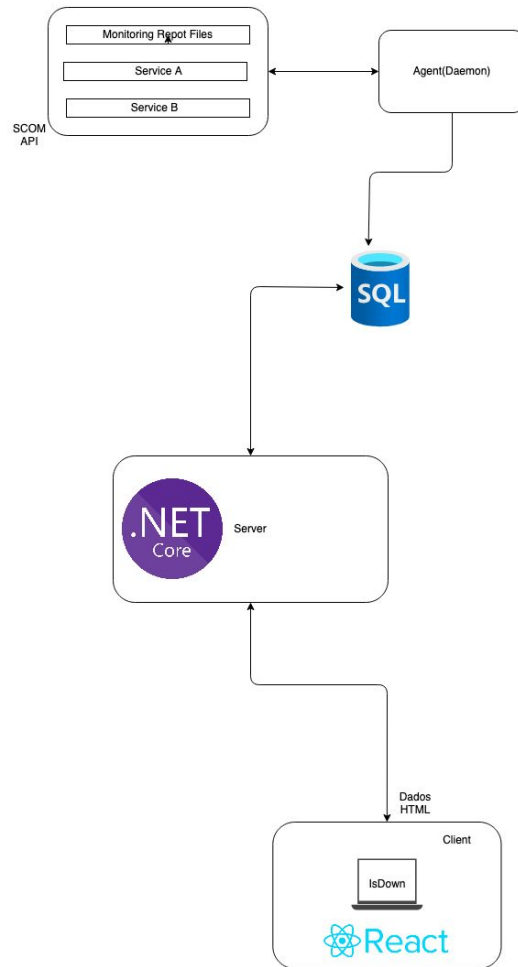 Monitoring Repot Files
Service A
Service B
SCOM
API
Agent(Daemon)
SQL
.NET
Core
Server
Dados
HTML
Client
IsDown
React